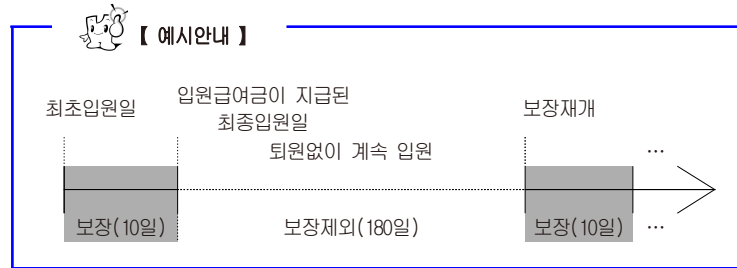 【 예시안내 】
최초입원일
입원급여금이 지급된
최종입원일
보장재개
퇴원없이 계속 입원
…
보장(10일)
보장제외(180일)
보장(10일)
…